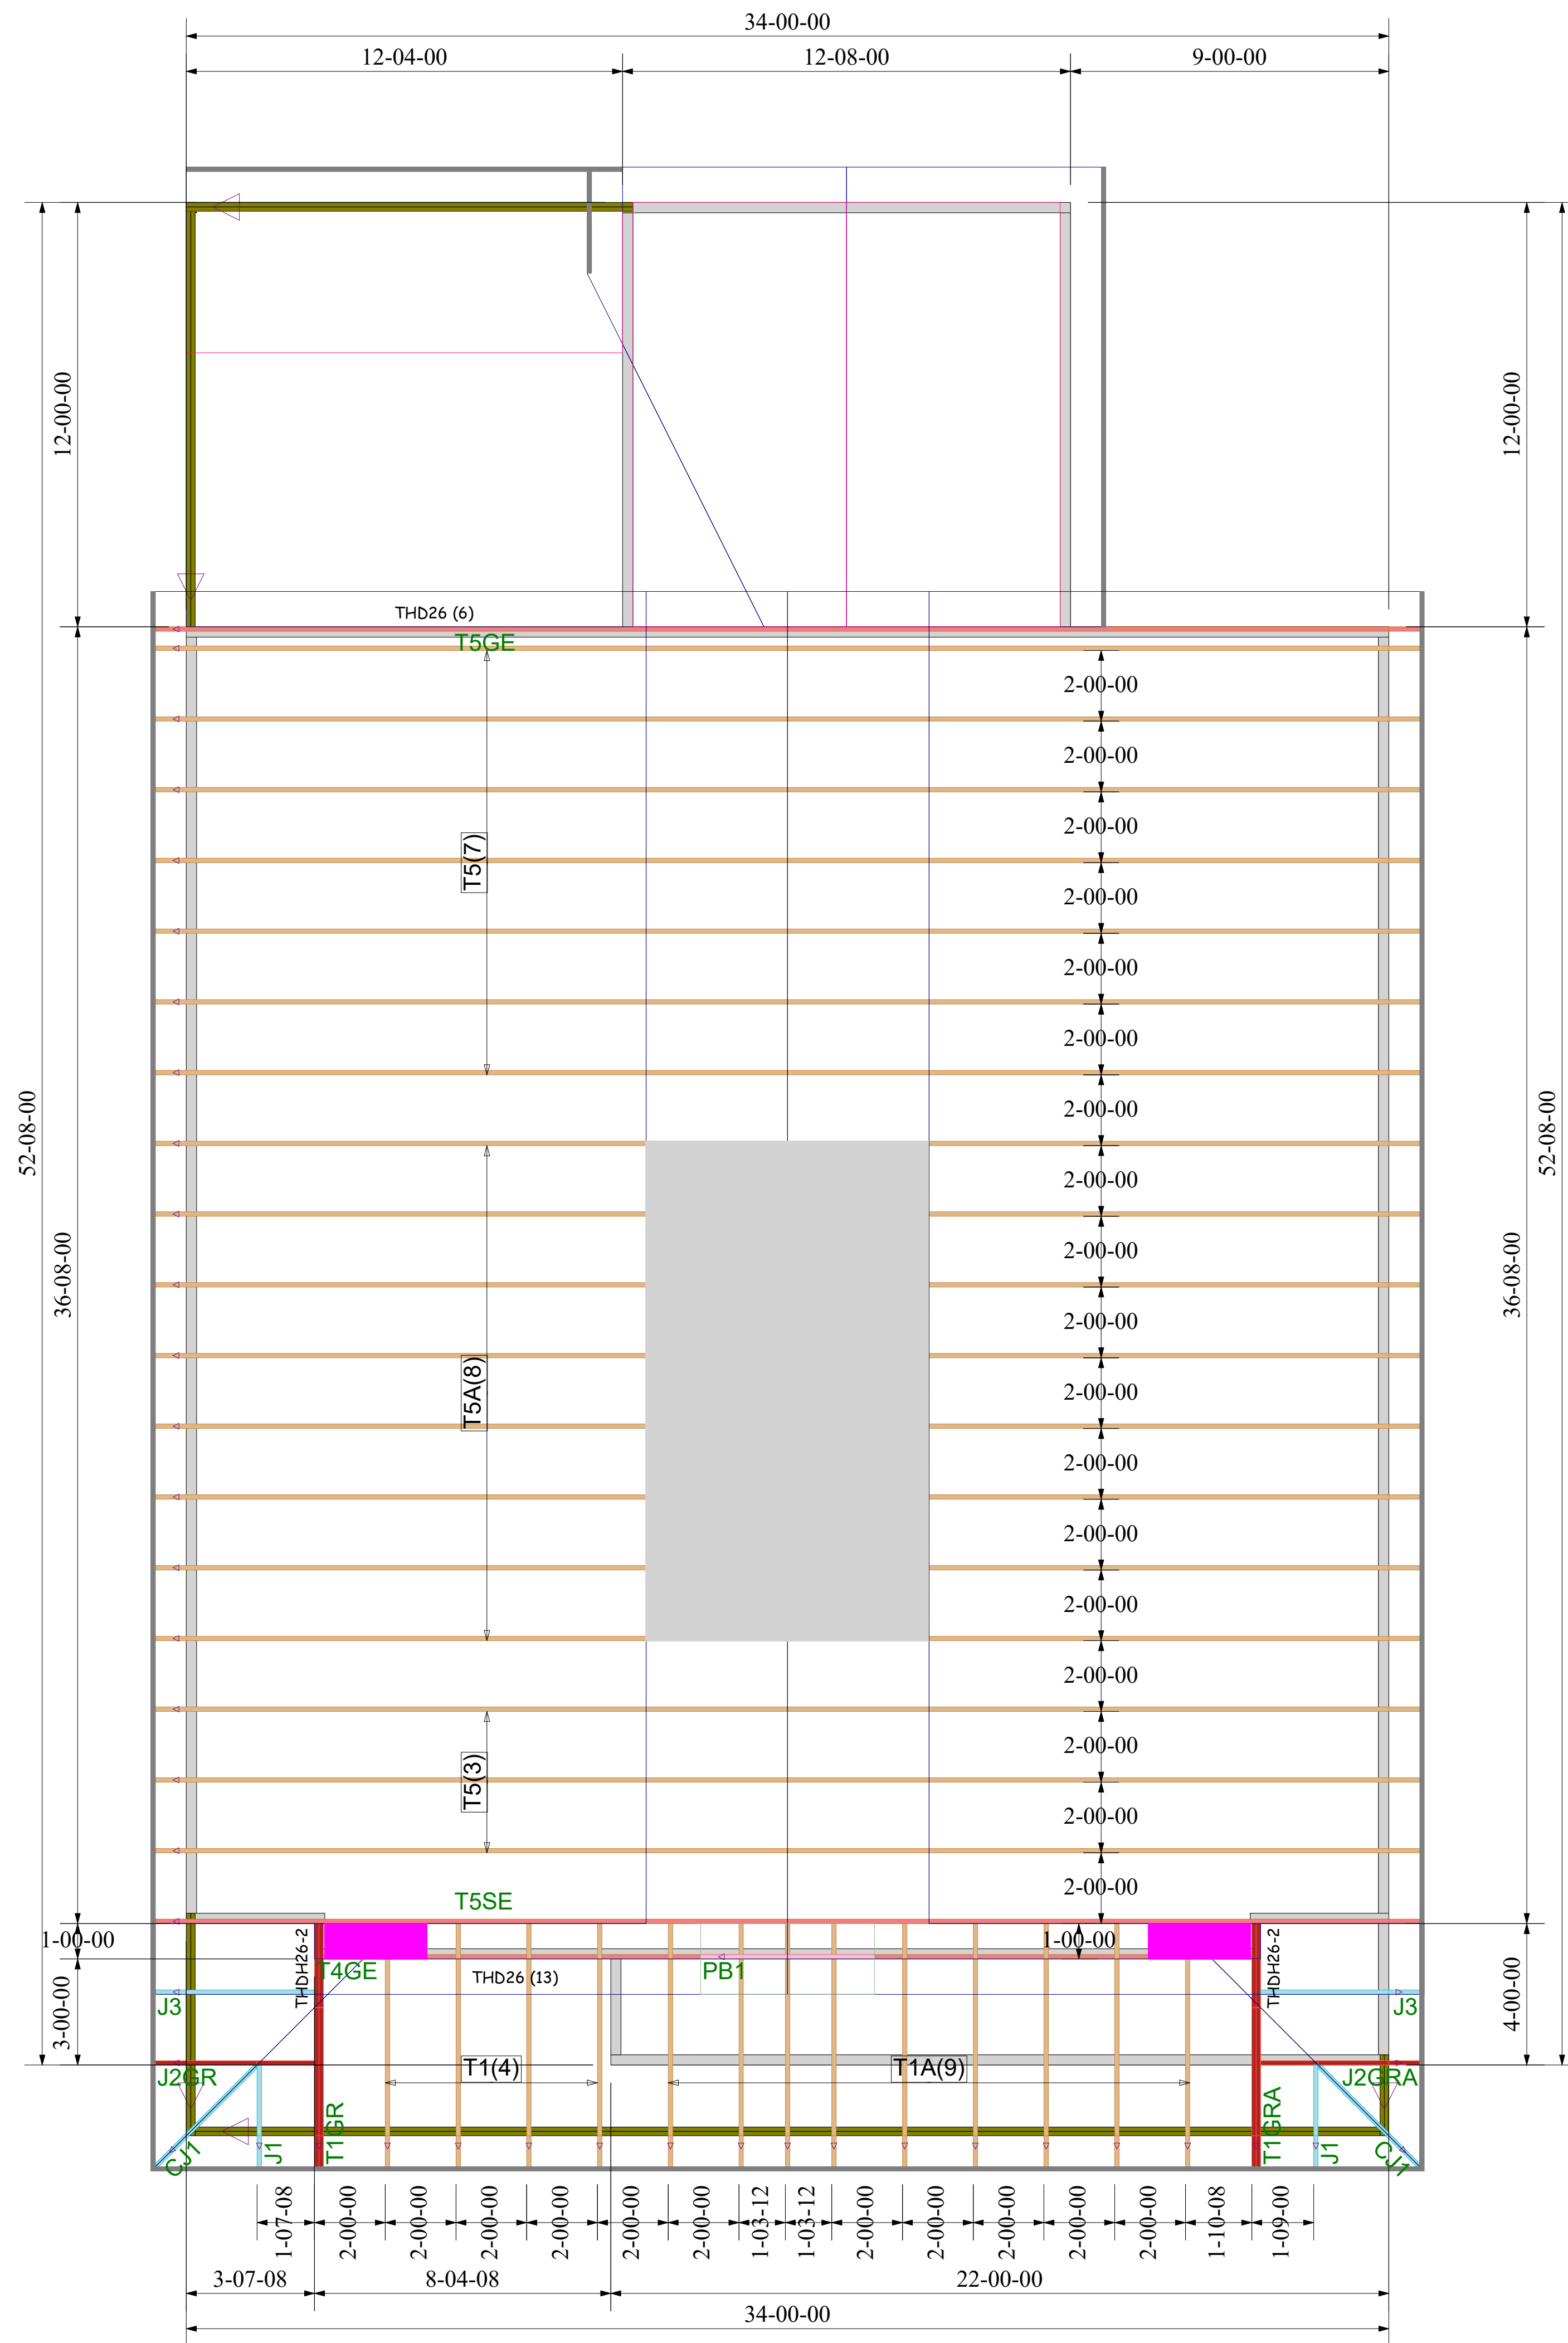 34-00-00
12-04-00
12-08-00
9-00-00
12-00-00
12-00-00
THD26 (6)
T5GE
2-00-00
2-00-00
2-00-00
T5(7)
2-00-00
2-00-00
2-00-00
2-00-00
52-08-00
52-08-00
2-00-00
36-08-00
36-08-00
2-00-00
2-00-00
T5A(8)
2-00-00
2-00-00
2-00-00
2-00-00
2-00-00
2-00-00
T5(3)
2-00-00
2-00-00
T5SE
1-00-00
THDH26-2
T4GE
THD26 (13)
PB1
1-00-00
THDH26-2
3-00-00
4-00-00
J3
J3
J2GR
T1(4)
T1A(9)
J2GRA
CJ1
J1
T1GR
T1GRA
J1
CJ1
1-07-08
2-00-00
2-00-00
2-00-00
2-00-00
2-00-00
2-00-00
1-03-12
1-03-12
2-00-00
2-00-00
2-00-00
2-00-00
2-00-00
1-10-08
1-09-00
3-07-08
8-04-08
22-00-00
34-00-00